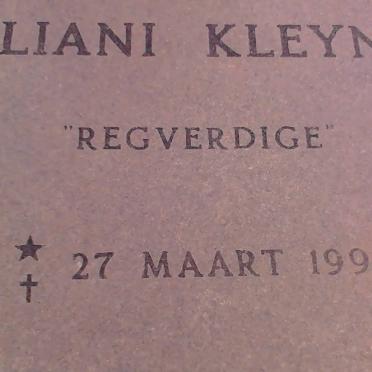 LIANI KLEYN
"REGVERDIGE"
★
✝ 27 MAART 199